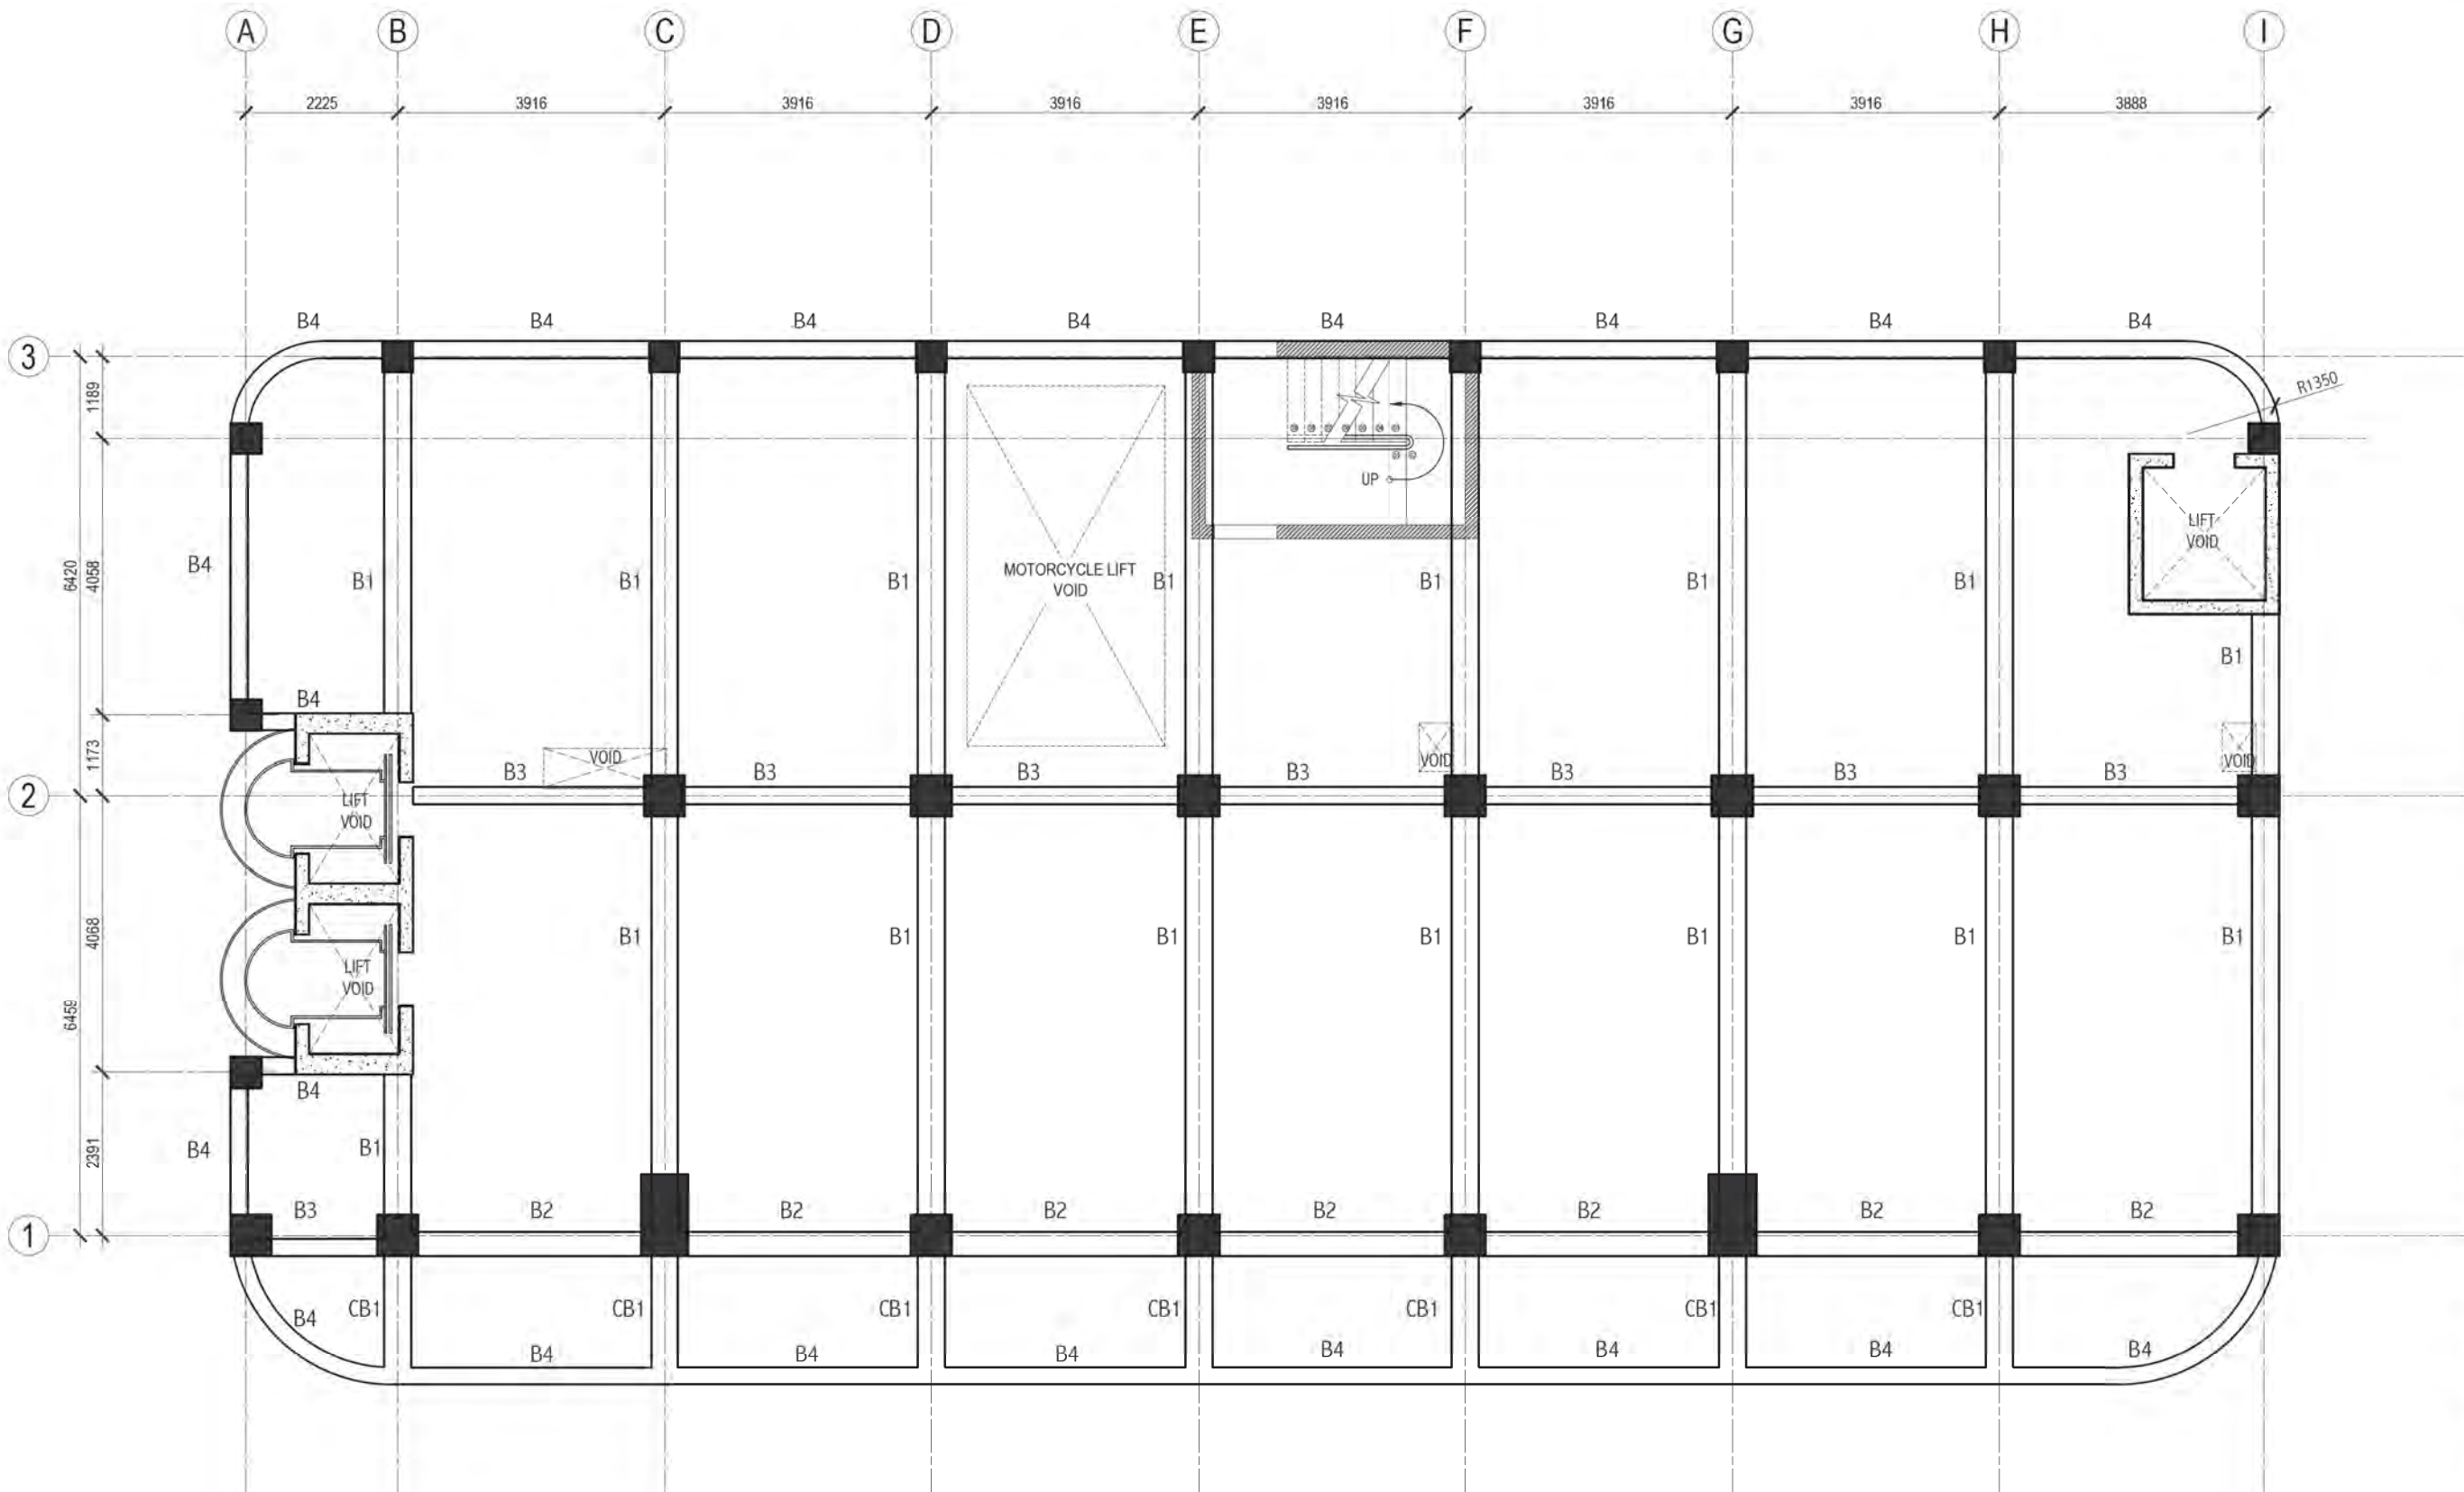 A B C D E F G H I
2225 3916 3916 3916 3916 3916 3916 3888
B4 B4 B4 B4 B4 B4 B4 B4
3
R1350
1189
UP
LIFT
VOID
MOTORCYCLE LIFT
VOID
B4 B1 B1 B1 B1 B1 B1 B1
6420
4058
B1
B4
1173
VOID
VOID
VOID
B3 B3 B3 B3 B3 B3 B3
2
LIFT
VOID
4068
B1 B1 B1 B1 B1 B1 B1
LIFT
VOID
6459
B4
B4 B1
2391
B3 B2 B2 B2 B2 B2 B2 B2
1
B4 CB1 CB1 CB1 CB1 CB1 CB1 CB1
B4 B4 B4 B4 B4 B4 B4